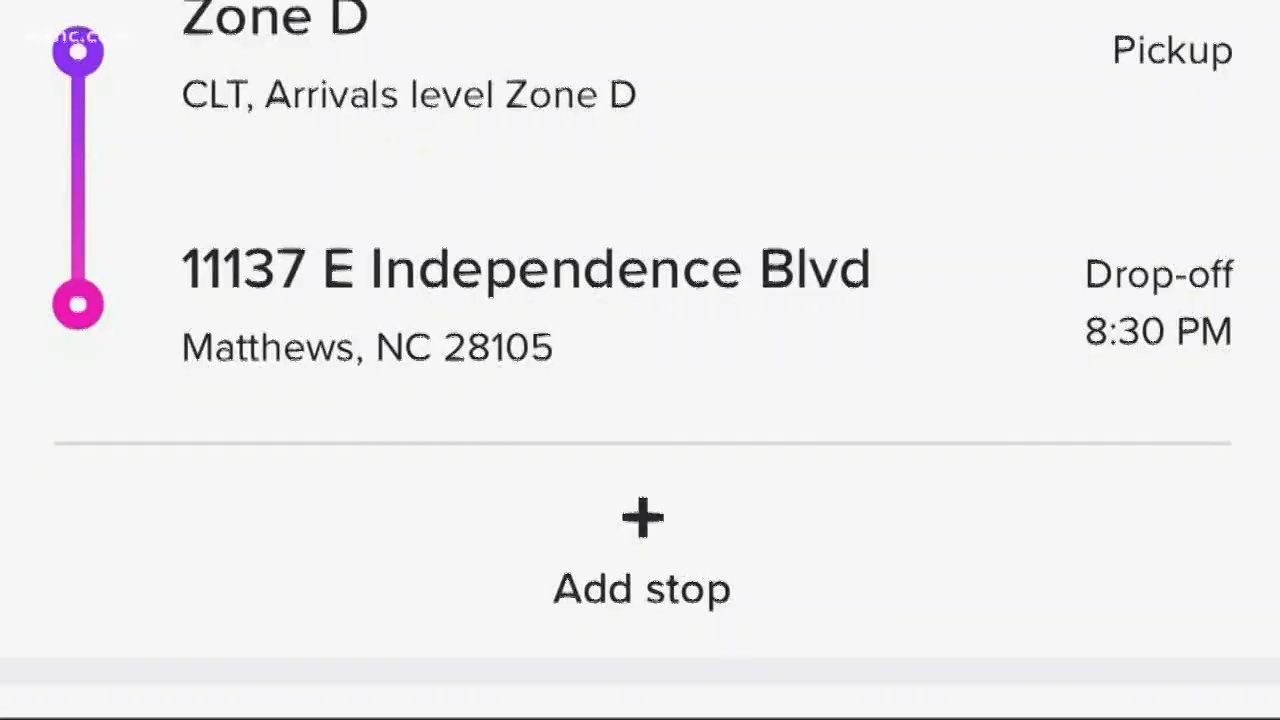 Zone D
Pickup
CLT, Arrivals level Zone D
11137 E Independence Blvd
Drop-off
Matthews, NC 28105
8:30 PM
+
Add stop